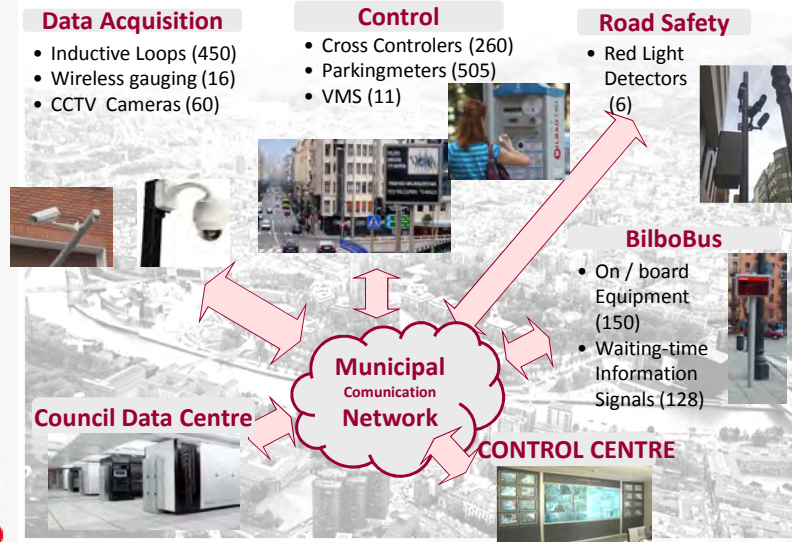 Data Acquisition
• Inductive Loops (450)
• Wireless gauging (16)
• CCTV Cameras (60)
Control
• Cross Controlers (260)
• Parkingmeters (505)
• VMS (11)
Road Safety
• Red Light
Detectors
(6)
BilboBus
• On / board
Equipment
(150)
• Waiting-time
Information
Signals (128)
Municipal
Comunication
Network
Council Data Centre
CONTROL CENTRE